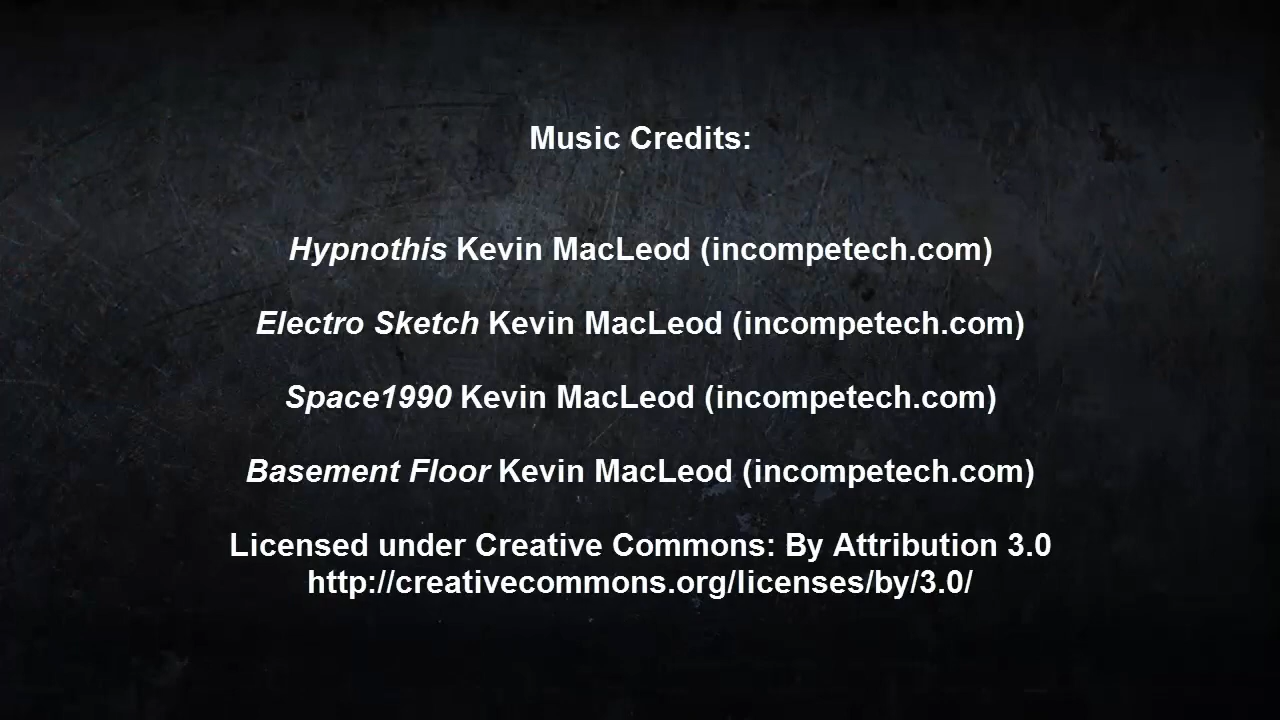 Music Credits:
Hypnothis Kevin MacLeod (incompetech.com)
Electro Sketch Kevin MacLeod (incompetech.com)
Space1990 Kevin MacLeod (incompetech.com)
Basement Floor Kevin MacLeod (incompetech.com)
Licensed under Creative Commons: By Attribution 3.0
http://creativecommons.org/licenses/by/3.0/